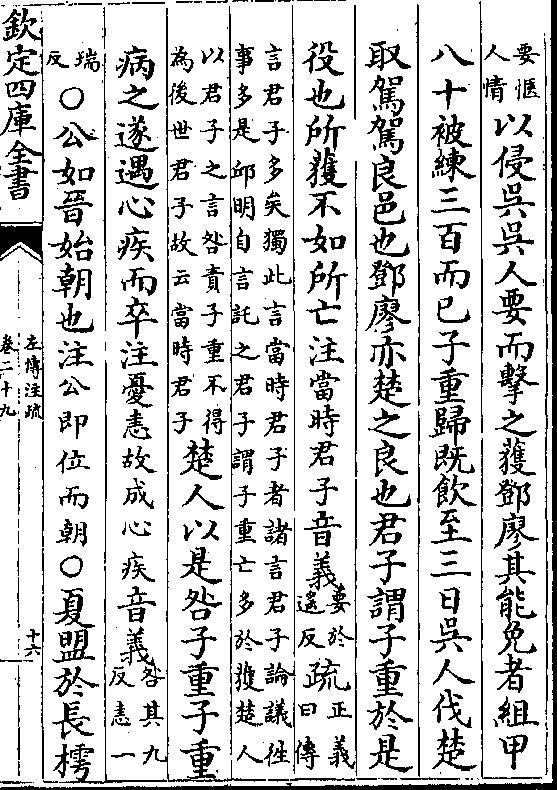 要愜
人情
以侵吳吳人要而擊之獲鄧廖其能免者組甲
八十被練三百而已子重歸既飲至三日吳人伐楚
取駕駕良邑也鄧廖亦楚之良也君子謂子重於是
役也所獲不如所亡注當時君子音義
要於
遙反
疏
正義
曰傳
言君子多矣獨此言當時君子者諸言君子論議往
事多是邱明自言託之君子謂子重亡多於獲楚人
以君子之言咎責子重不得
為後世君子故云當時君子
楚人以是咎子重子重
病之遂遇心疾而卒注憂恚故成心疾音義
咎其九
反恚一
瑞
反
○公如晉始朝也注公即位而朝○夏盟於長樗
欽定四庫全書
左傳注疏
卷二十九
十六